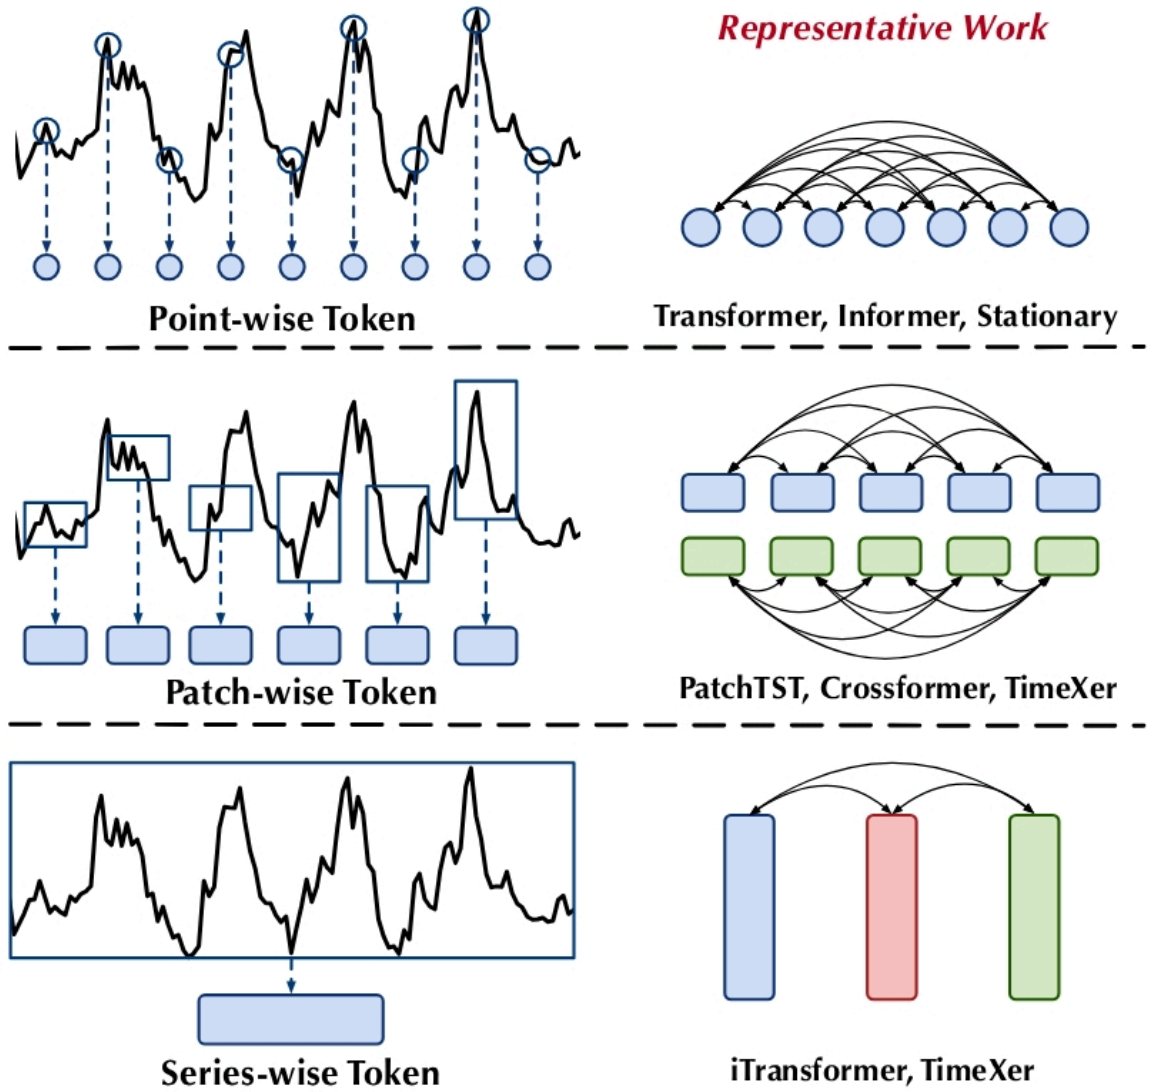 Representative Work
Point-wise Token
Transformer, Informer, Stationary
Patch-wise Token
PatchTST, Crossformer, TimeXer
Series-wise Token
iTransformer, TimeXer